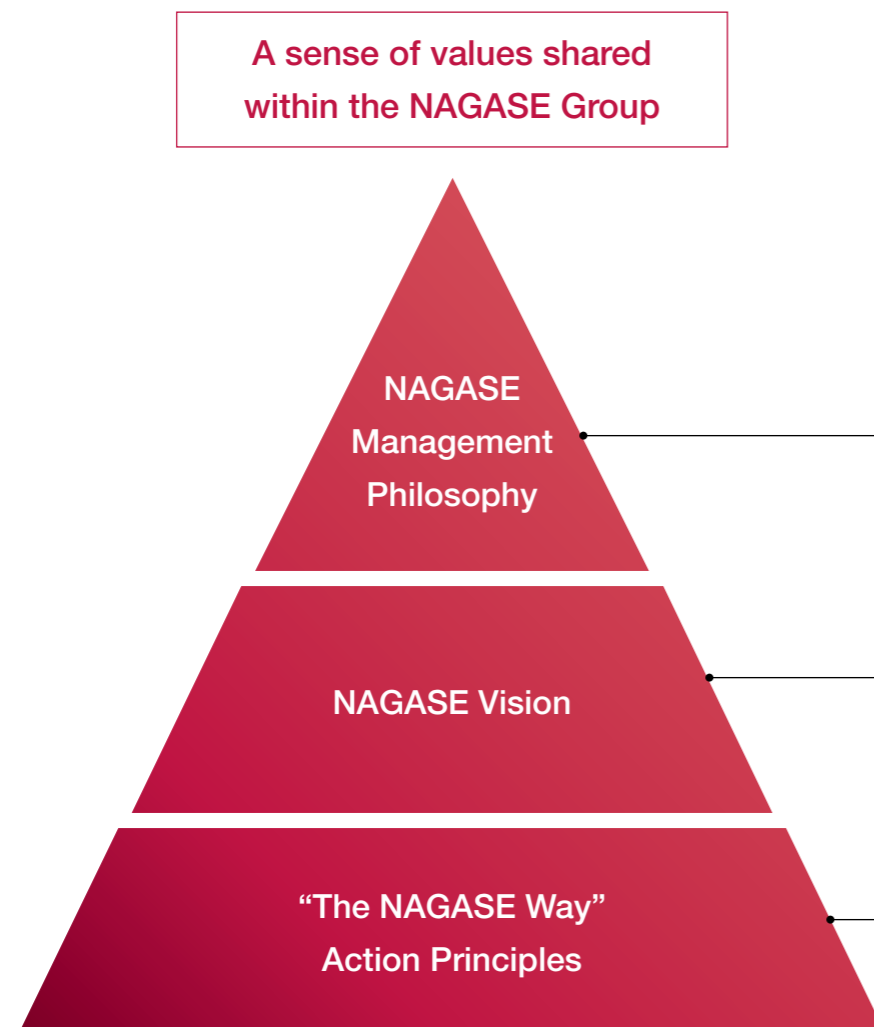 A sense of values shared
within the NAGASE Group
NAGASE
Management
Philosophy
NAGASE Vision
“The NAGASE Way”
Action Principles